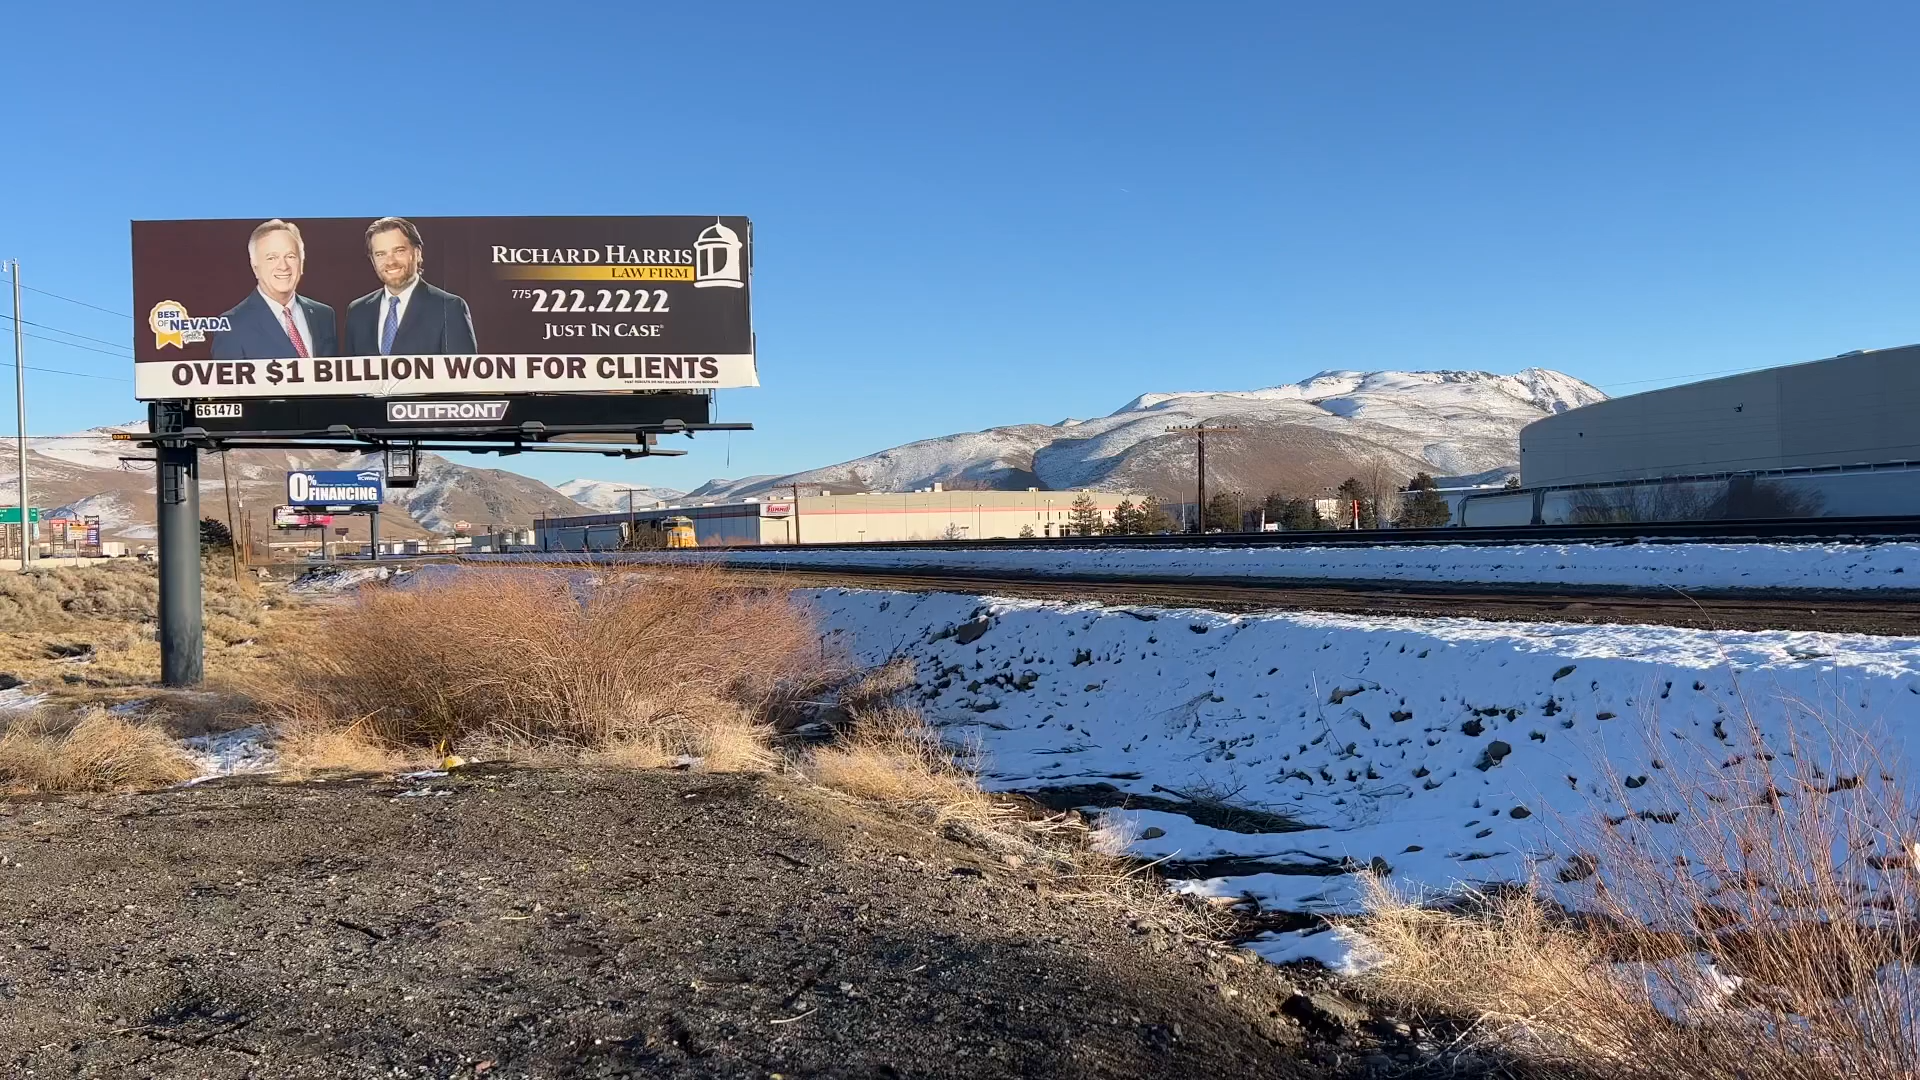 RICHARD HARRIS
LAW FIRM
775 222.2222
JUST IN CASE
BEST
OF NEVADA
OVER $1 BILLION WON FOR CLIENTS
66147B
OUTFRONT
0%
FINANCING
SUMMIT